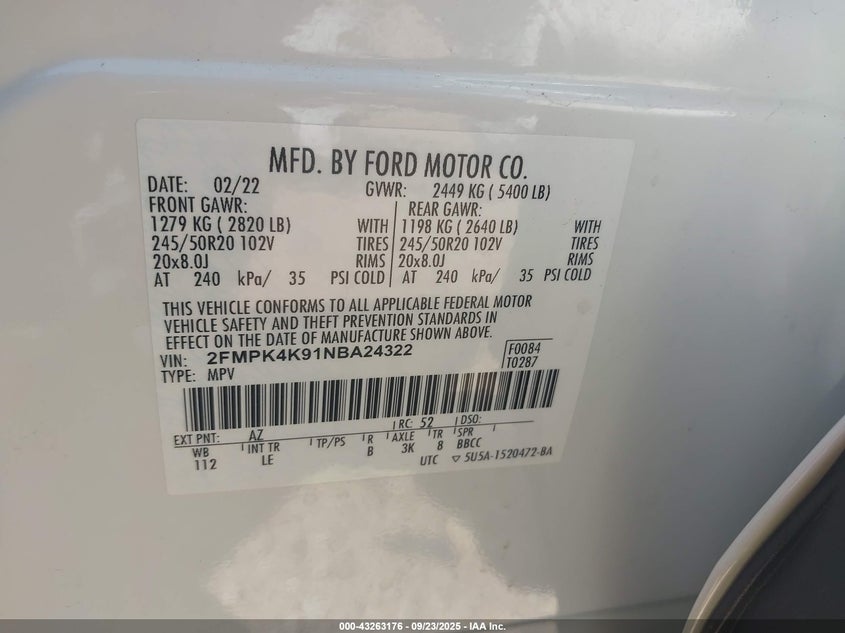 MFD. BY FORD MOTOR CO.
DATE: 02/22 GVWR: 2449 KG ( 5400 LB)
FRONT GAWR: REAR GAWR:
1279 KG ( 2820 LB) WITH 1198 KG ( 2640 LB) WITH
245/50R20 102V TIRES 245/50R20 102V TIRES
20x8.0J RIMS 20x8.0J RIMS
AT 240 kPa/ 35 PSI COLD AT 240 kPa/ 35 PSI COLD
THIS VEHICLE CONFORMS TO ALL APPLICABLE FEDERAL MOTOR
VEHICLE SAFETY AND THEFT PREVENTION STANDARDS IN
EFFECT ON THE DATE OF MANUFACTURE SHOWN ABOVE.
VIN: 2FMPK4K91NBA24322 F0084
TYPE: MPV T0287
EXT PNT: AZ RC: 52 DSO:
WB INT TR TP/PS R AXLE TR SPR
112 LE B 3K 8 BBCC
UTC ▽ 5U5A-1520472-BA
000-43263176 - 09/23/2025 - IAA Inc.